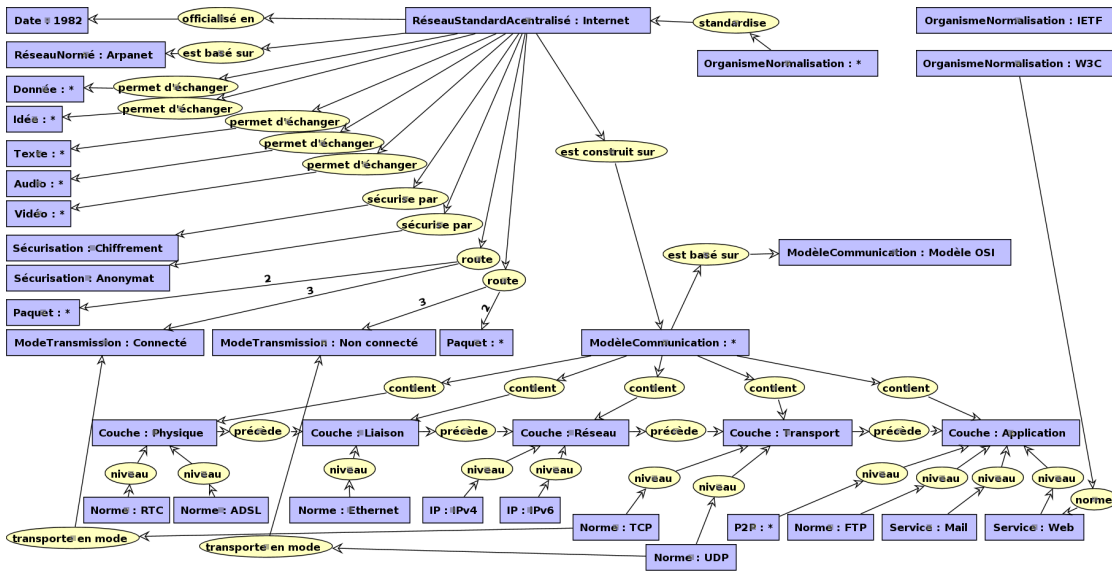 Date : 1982
officialisé en
RéseauStandardAcentralisé : Internet
standardise
OrganismeNormalisation : IETF
RéseauNormé : Arpanet
est basé sur
OrganismeNormalisation : *
OrganismeNormalisation : W3C
Donnée : *
permet d'échanger
Idée : *
permet d'échanger
Texte : *
permet d'échanger
Audio : *
permet d'échanger
Vidéo : *
permet d'échanger
est construit sur
sécurise par
Sécurisation : Chiffrement
sécurise par
Sécurisation : Anonymat
route
2
3
route
3
2
est basé sur
ModèleCommunication : Modèle OSI
Paquet : *
ModeTransmission : Connecté
ModeTransmission : Non connecté
Paquet : *
ModèleCommunication : *
contient
contient
contient
contient
contient
Couche : Physique
précède
Couche : Liaison
précède
Couche : Réseau
précède
Couche : Transport
précède
Couche : Application
niveau
niveau
niveau
niveau
niveau
niveau
niveau
niveau
niveau
niveau
niveau
Norme : RTC
Norme : ADSL
Norme : Ethernet
IP : IPv4
IP : IPv6
Norme : TCP
P2P : *
Norme : FTP
Service : Mail
Service : Web
norme
transporte en mode
transporte en mode
Norme : UDP